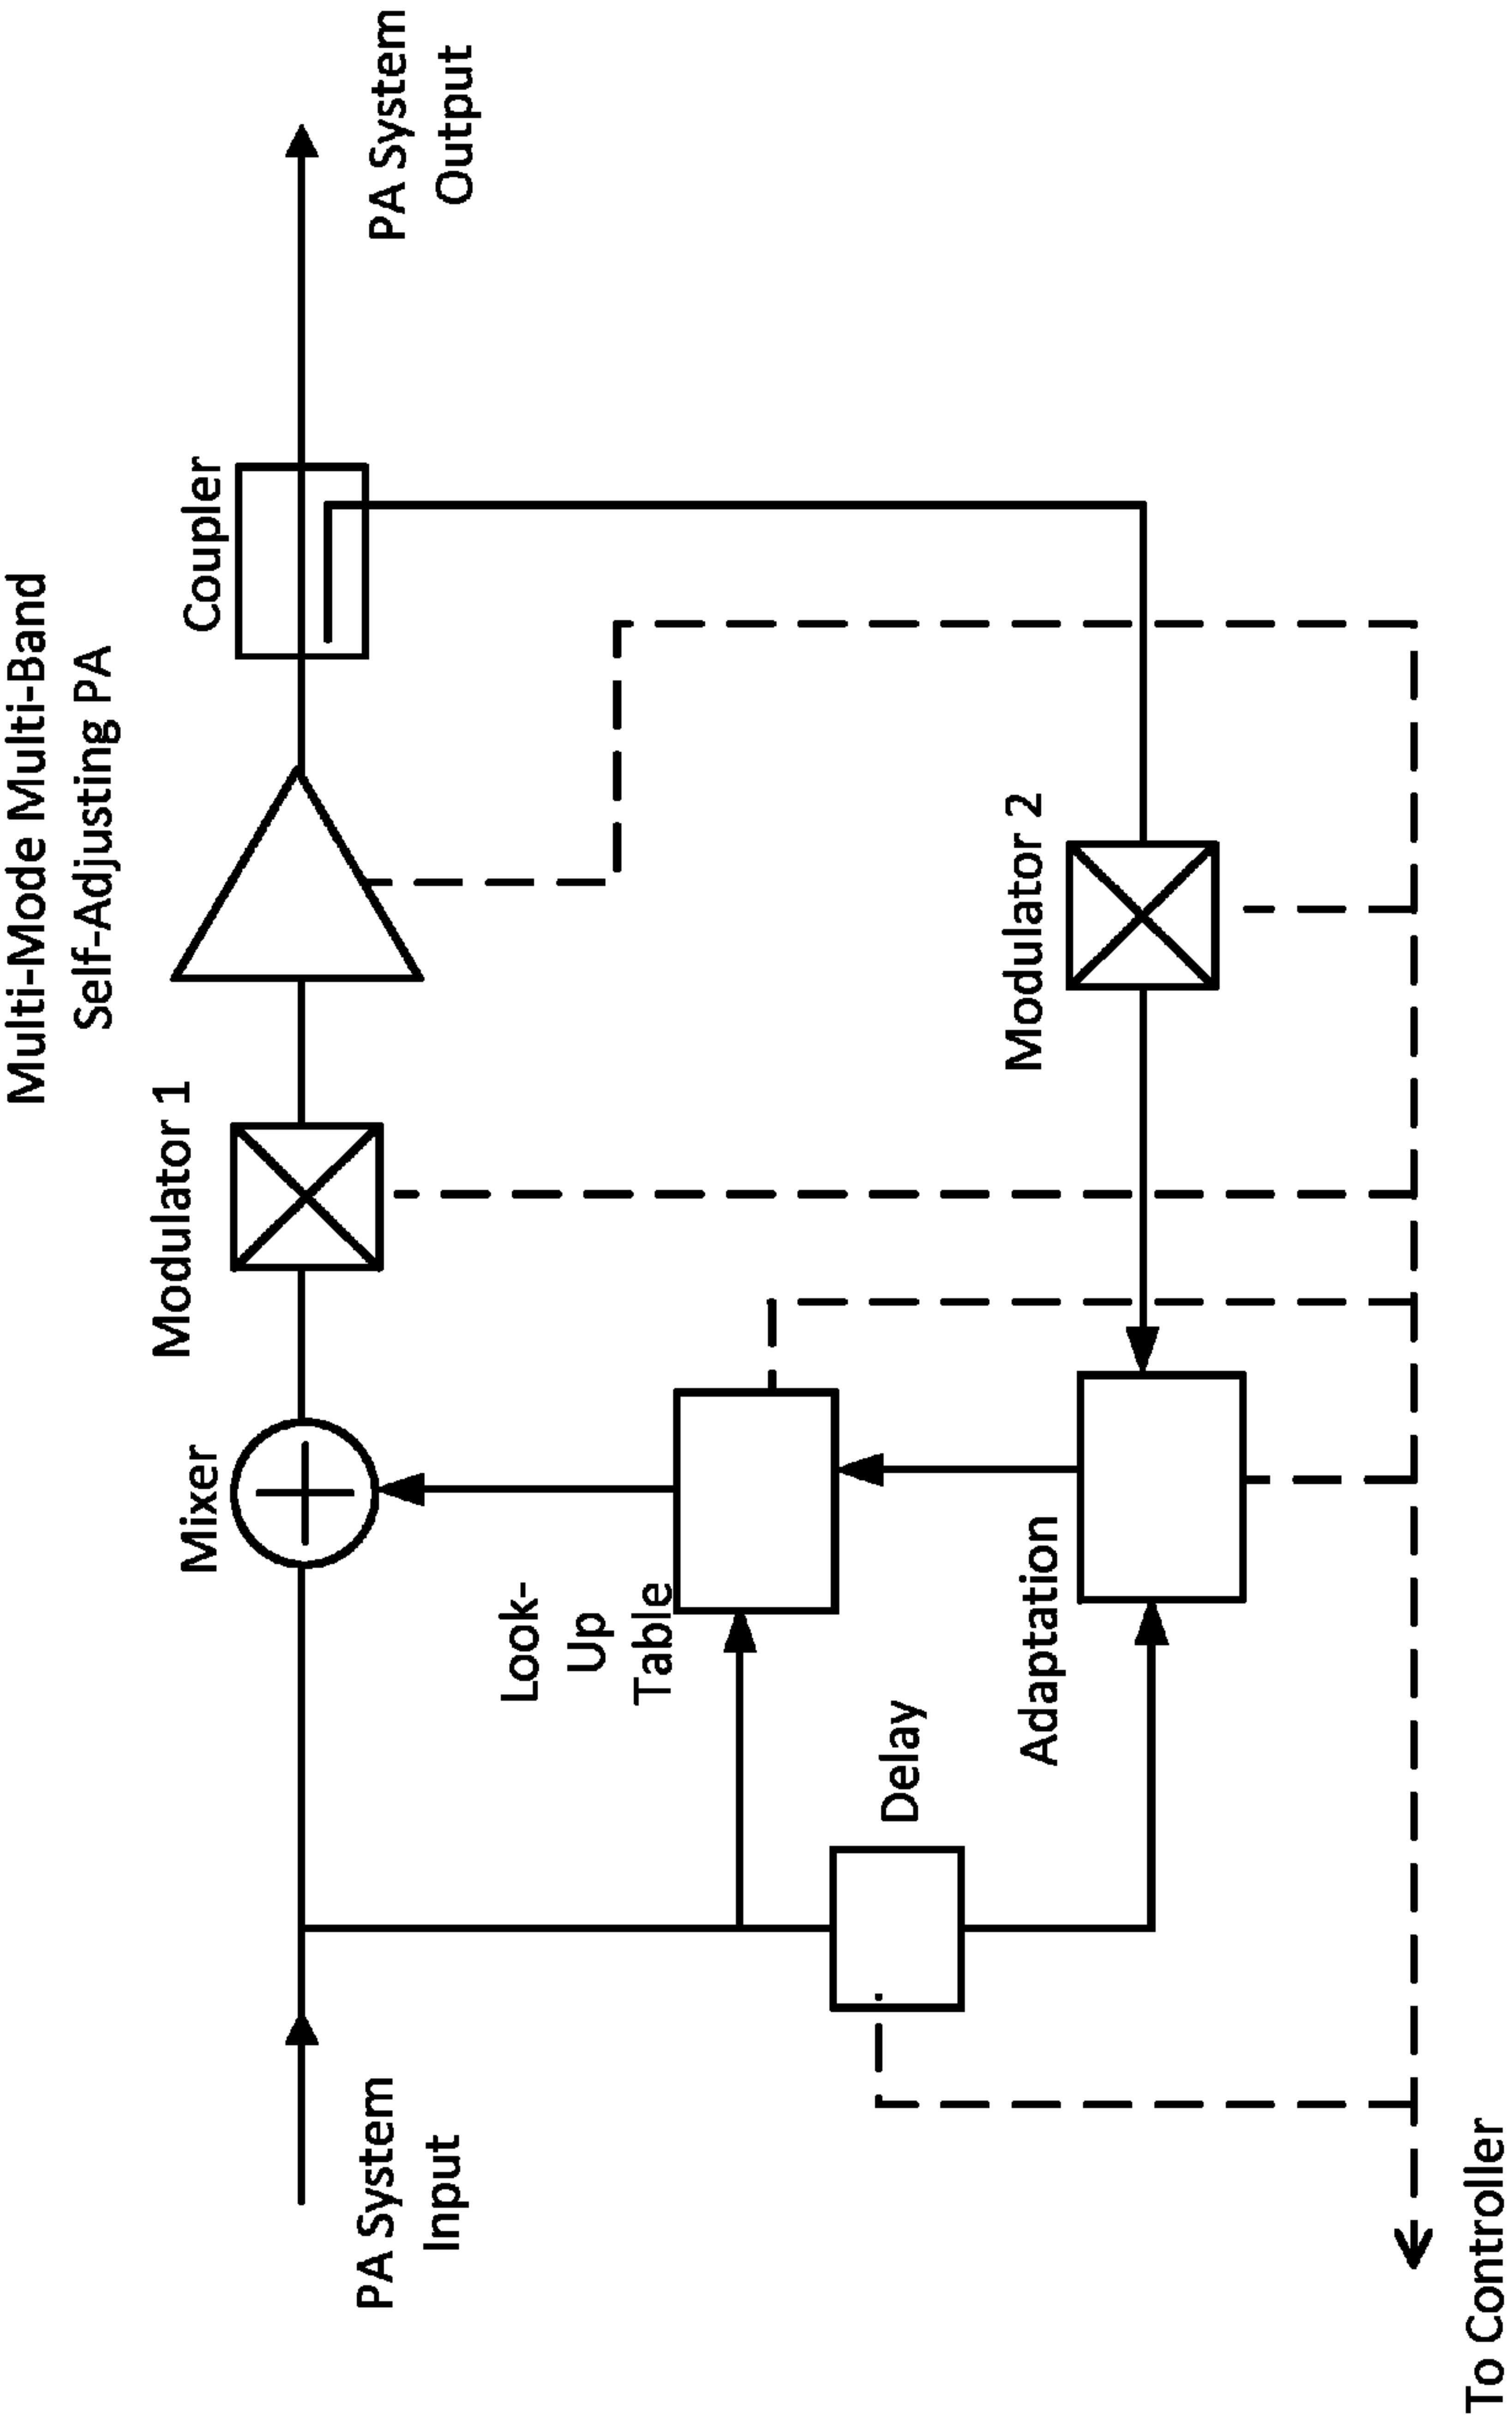 Multi-Mode Multi-Band
Self-Adjusting PA
Modulator 1
Coupler
Mixer
PA System
Input
PA System
Output
Look-
Up
Table
Delay
Adaptation
Modulator 2
To Controller